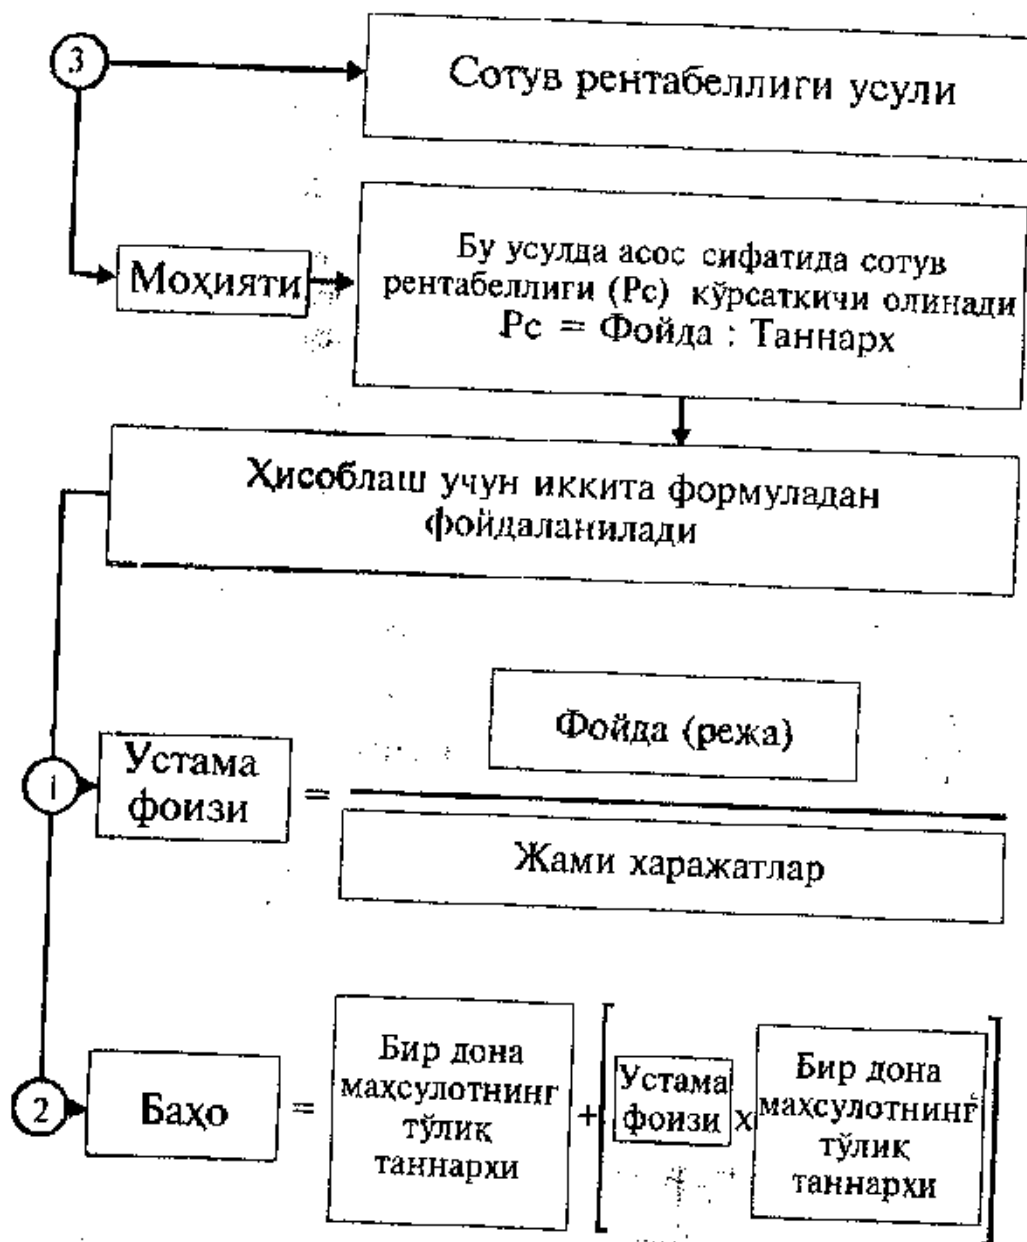 3
Сотув рентабеллиги усули
Моҳияти
Бу усулда асос сифатида сотув
рентабеллиги (Рс) кўрсаткичи олинади
Рс = Фойда : Таннарх
Ҳисоблаш учун иккита формуладан
фойдаланилади
1
Устама
фоизи
=
Фойда (режа)
Жами харажатлар
2
Баҳо
=
Бир дона
маҳсулотнинг
тўлиқ
таннархи
+
Устама
фоизи
х
Бир дона
маҳсулотнинг
тўлиқ
таннархи